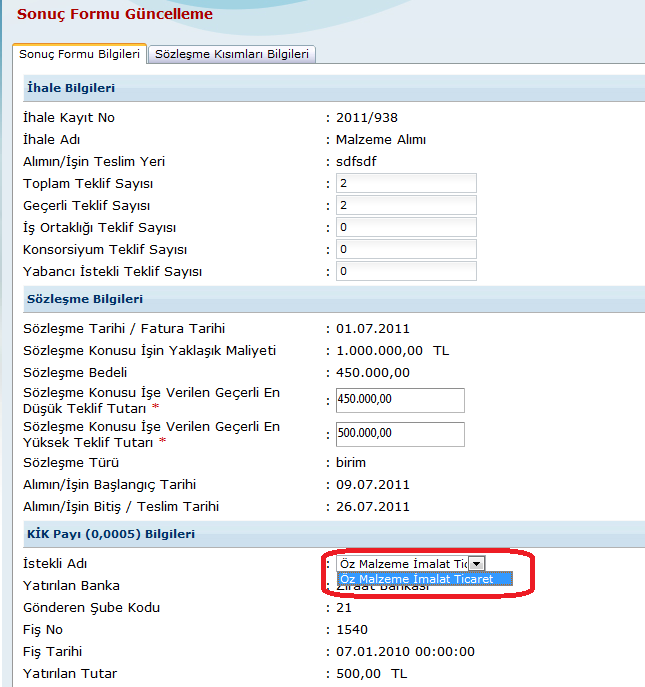 Sonuç Formu Güncelleme
Sonuç Formu Bilgileri Sözleşme Kısımları Bilgileri
İhale Bilgileri
İhale Kayıt No : 2011/938
İhale Adı : Malzeme Alımı
Alımın/İşin Teslim Yeri : sdfsdf
Toplam Teklif Sayısı : 2
Geçerli Teklif Sayısı : 2
İş Ortaklığı Teklif Sayısı : 0
Konsorsiyum Teklif Sayısı : 0
Yabancı İstekli Teklif Sayısı : 0
Sözleşme Bilgileri
Sözleşme Tarihi / Fatura Tarihi : 01.07.2011
Sözleşme Konusu İşin Yaklaşık Maliyeti : 1.000.000,00 TL
Sözleşme Bedeli : 450.000,00
Sözleşme Konusu İşe Verilen Geçerli En
Düşük Teklif Tutarı * : 450.000,00
Sözleşme Konusu İşe Verilen Geçerli En
Yüksek Teklif Tutarı * : 500.000,00
Sözleşme Türü : birim
Alımın/İşin Başlangıç Tarihi : 09.07.2011
Alımın/İşin Bitiş / Teslim Tarihi : 26.07.2011
KİK Payı (0,0005) Bilgileri
İstekli Adı : Öz Malzeme İmalat Tic
Öz Malzeme İmalat Ticaret
Yatırılan Banka : Ziraat Bankası
Gönderen Şube Kodu : 21
Fiş No : 1540
Fiş Tarihi : 07.01.2010 00:00:00
Yatırılan Tutar : 500,00 TL